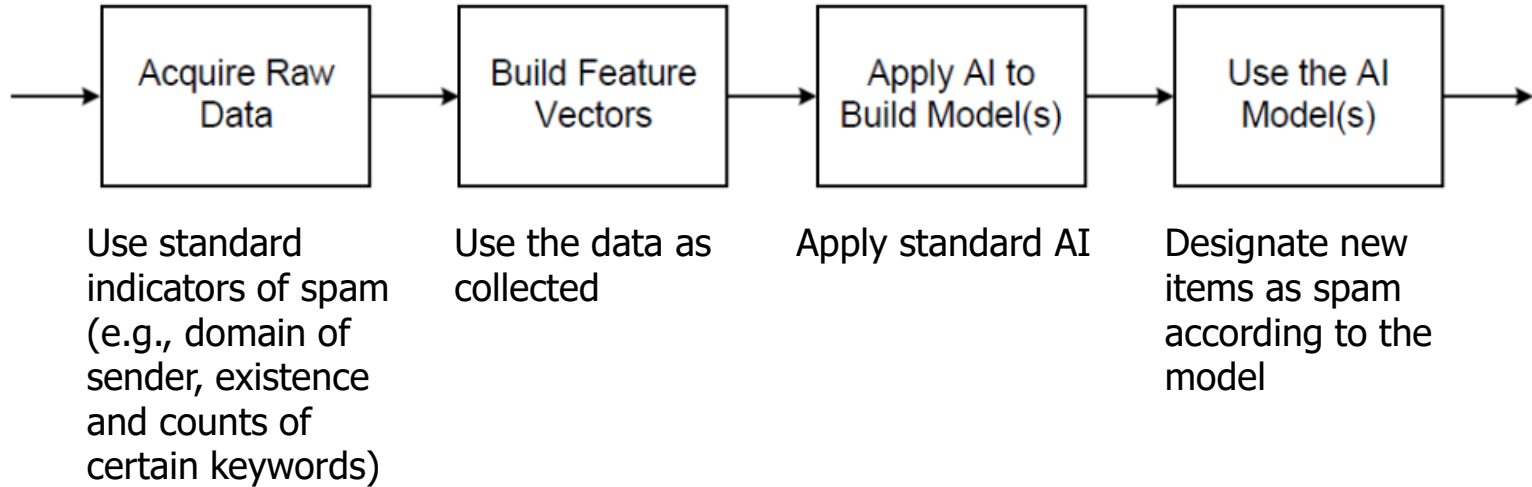 Acquire Raw
Data
Build Feature
Vectors
Apply AI to
Build Model(s)
Use the AI
Model(s)
Use standard
indicators of spam
(e.g., domain of
sender, existence
and counts of
certain keywords)
Use the data as
collected
Apply standard AI
Designate new
items as spam
according to the
model